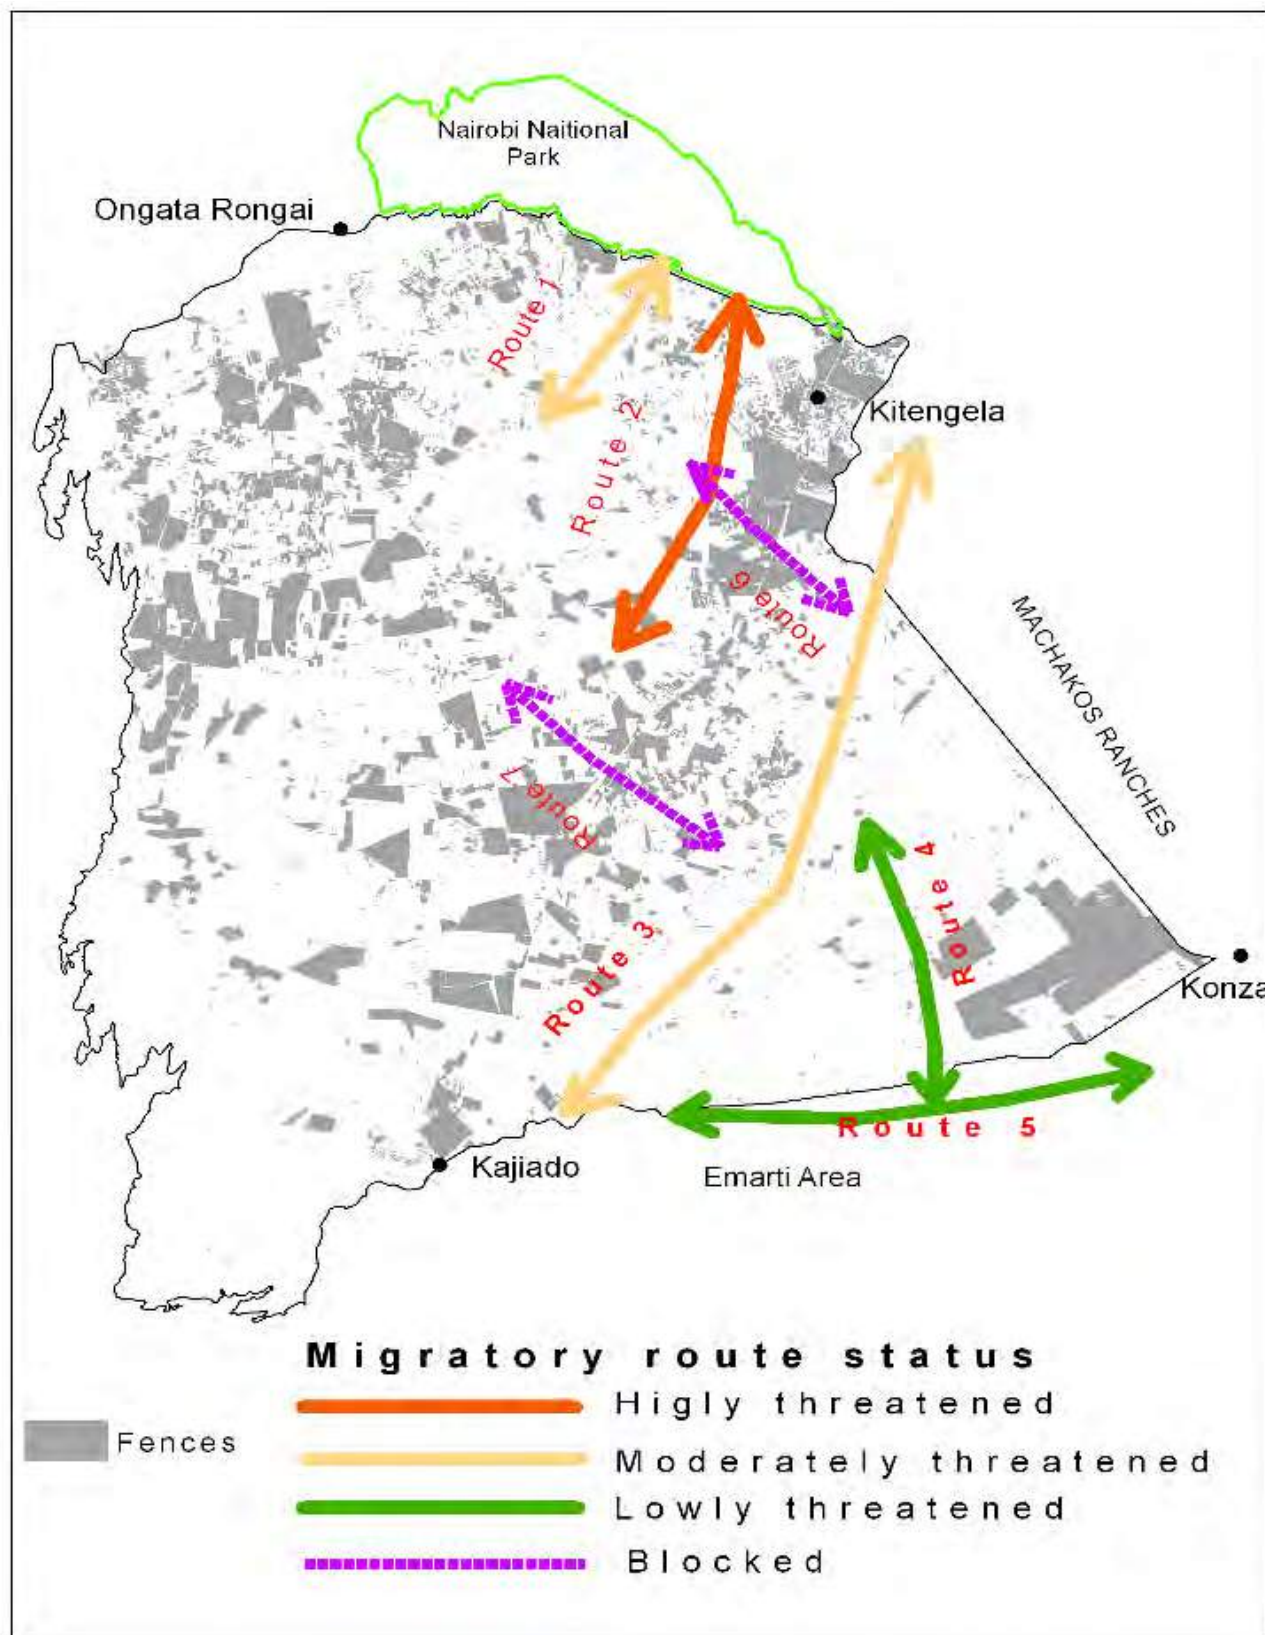 Nairobi Naitional
Park
Ongata Rongai
Route 1
Route 2
Kitengela
Route 6
MACHAKOS RANCHES
Route 7
Route 4
Route 3
Konza
Route 5
Kajiado
Emarti Area
Migratory route status
Higly threatened
Fences
Moderately threatened
Lowly threatened
Blocked